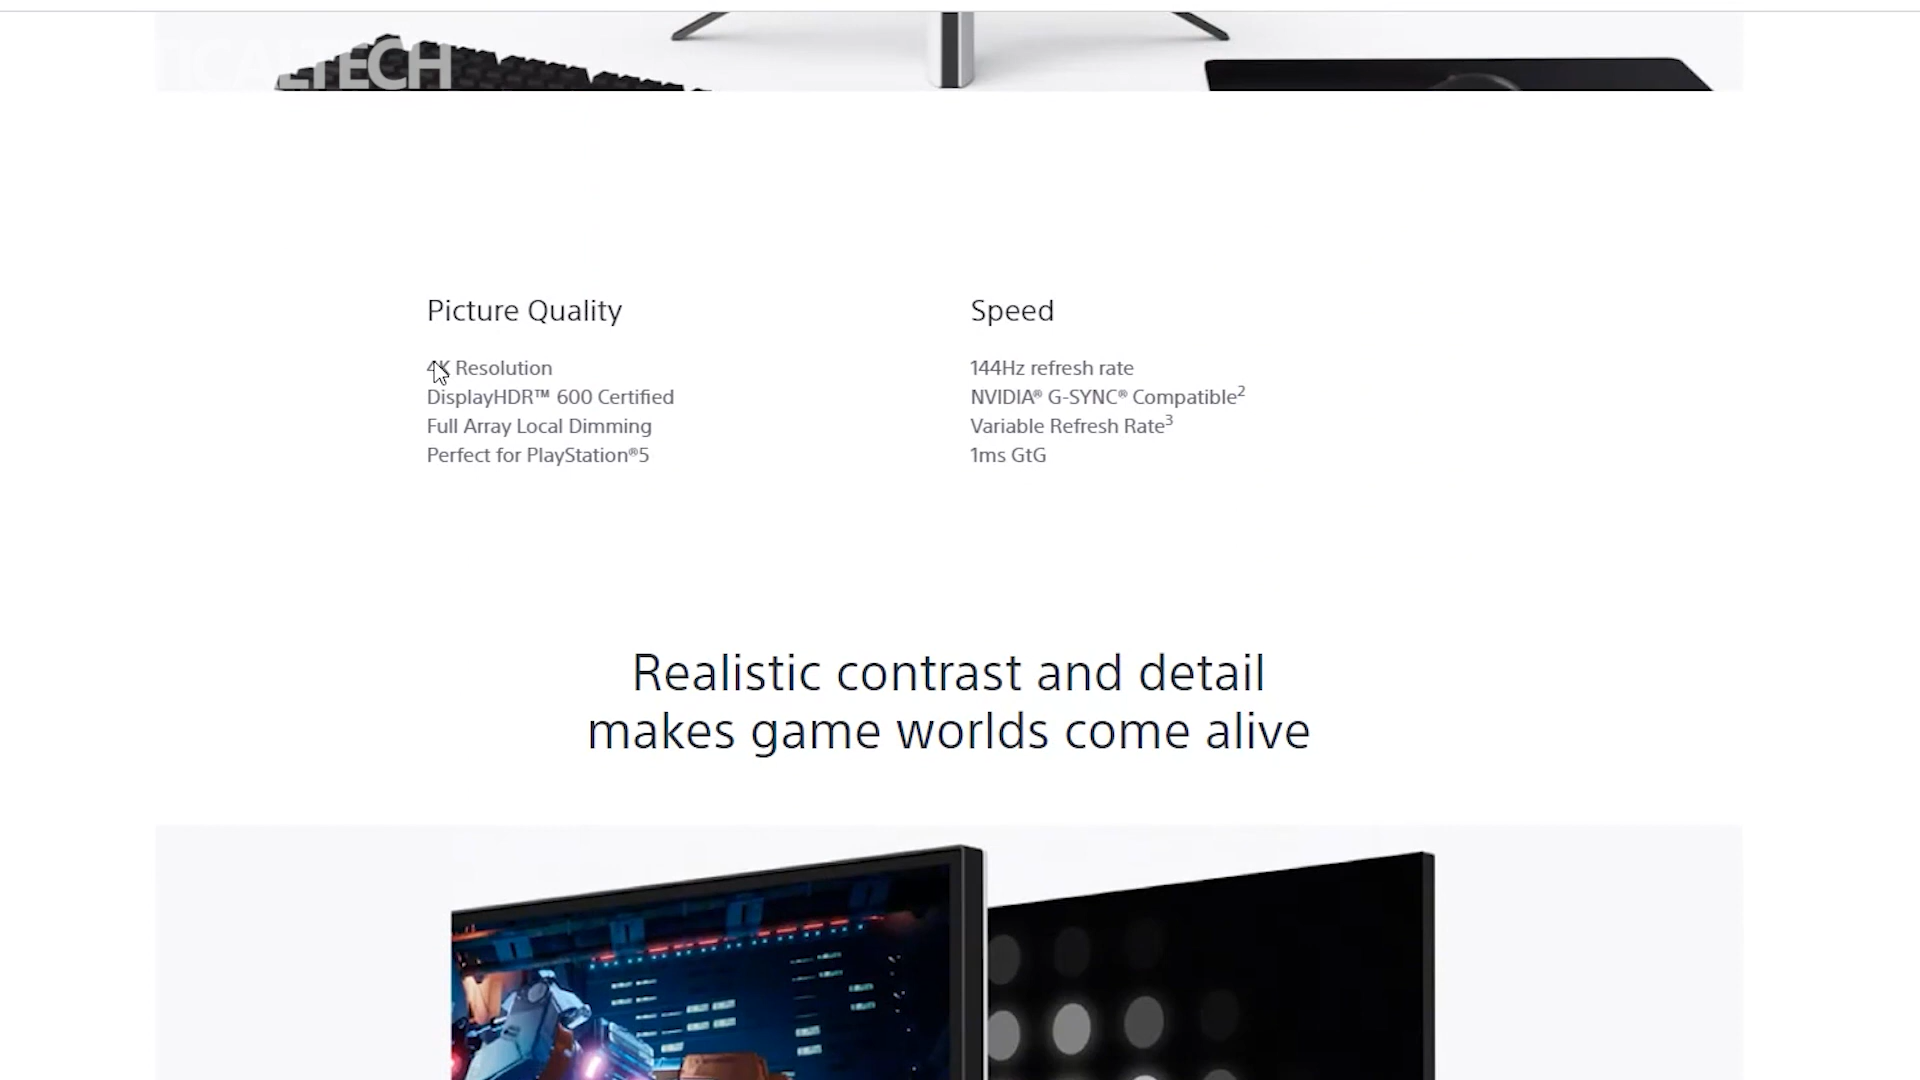 TICALTECH
Picture Quality
4K Resolution
DisplayHDR™ 600 Certified
Full Array Local Dimming
Perfect for PlayStation®5
Speed
144Hz refresh rate
NVIDIA® G-SYNC® Compatible²
Variable Refresh Rate³
1ms GtG
Realistic contrast and detail
makes game worlds come alive